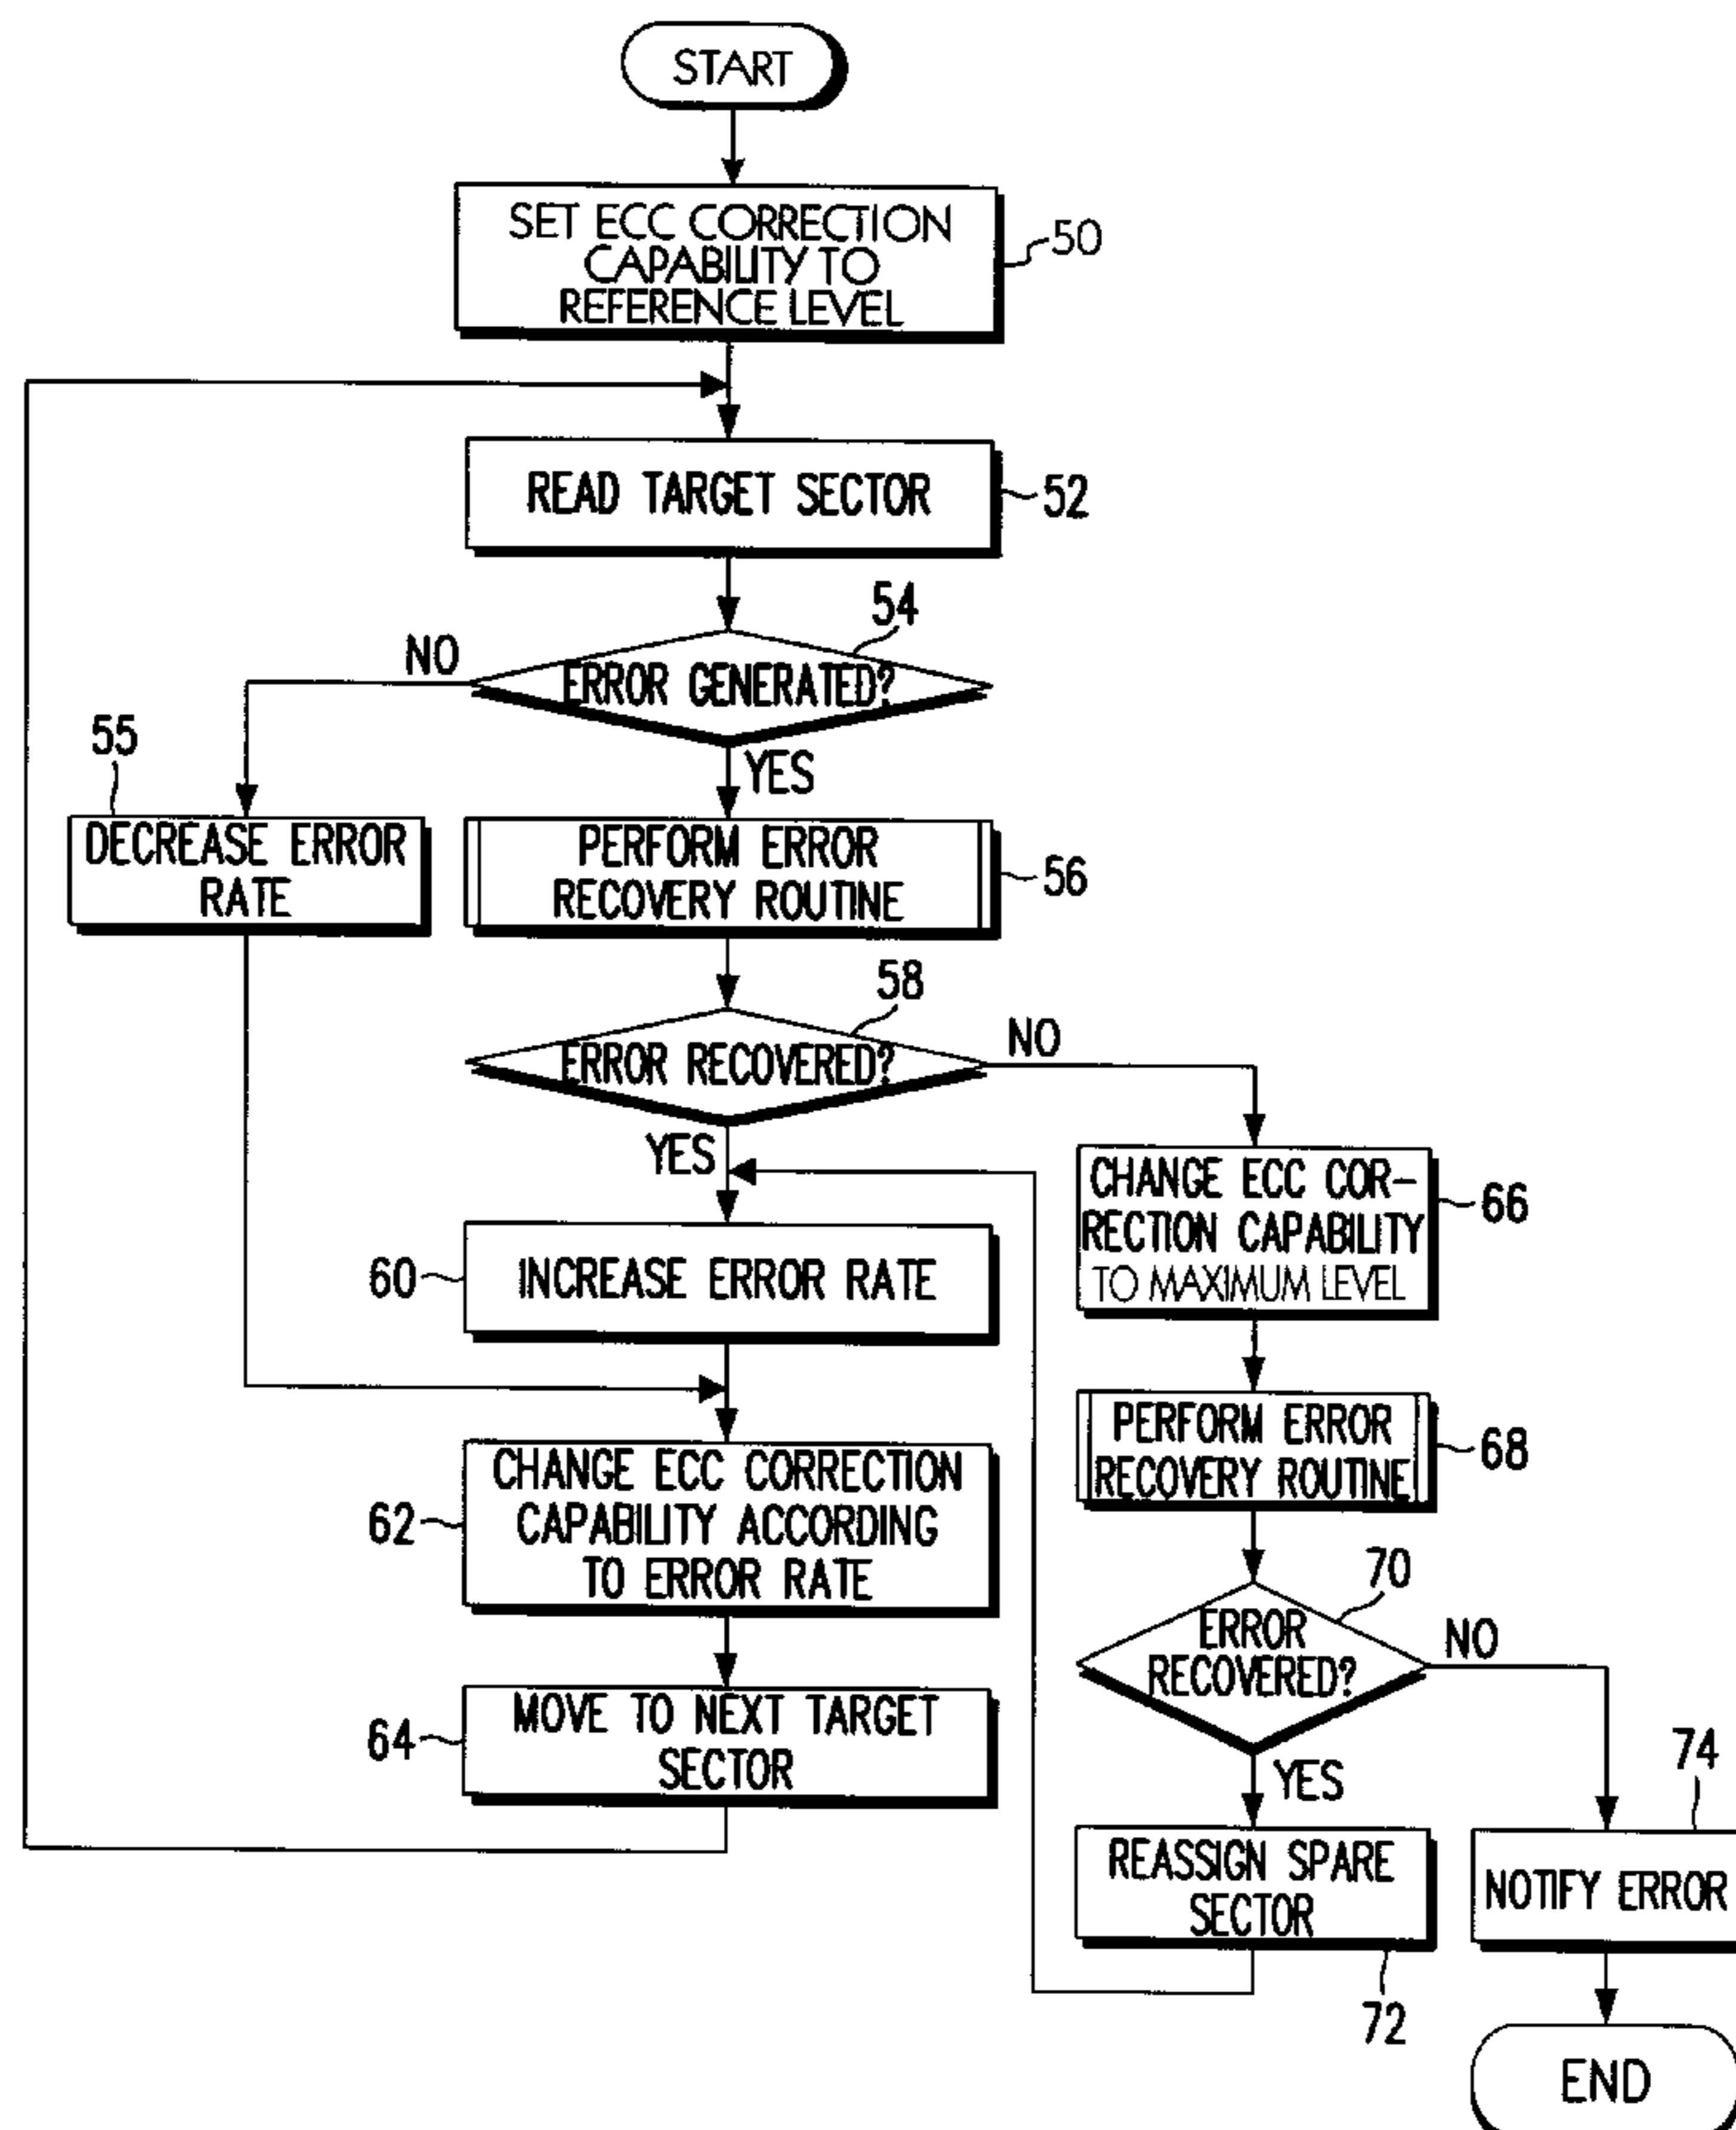 START
SET ECC CORRECTION
CAPABILITY TO
REFERENCE LEVEL
50
READ TARGET SECTOR
52
54
NO
ERROR GENERATED?
YES
55
DECREASE ERROR
RATE
PERFORM ERROR
RECOVERY ROUTINE
56
58
ERROR RECOVERED?
NO
YES
CHANGE ECC COR-
RECTION CAPABILITY
TO MAXIMUM LEVEL
66
60
INCREASE ERROR RATE
PERFORM ERROR
RECOVERY ROUTINE
68
62
CHANGE ECC CORRECTION
CAPABILITY ACCORDING
TO ERROR RATE
70
ERROR
RECOVERED?
NO
YES
64
MOVE TO NEXT TARGET
SECTOR
74
REASSIGN SPARE
SECTOR
72
NOTIFY ERROR
END